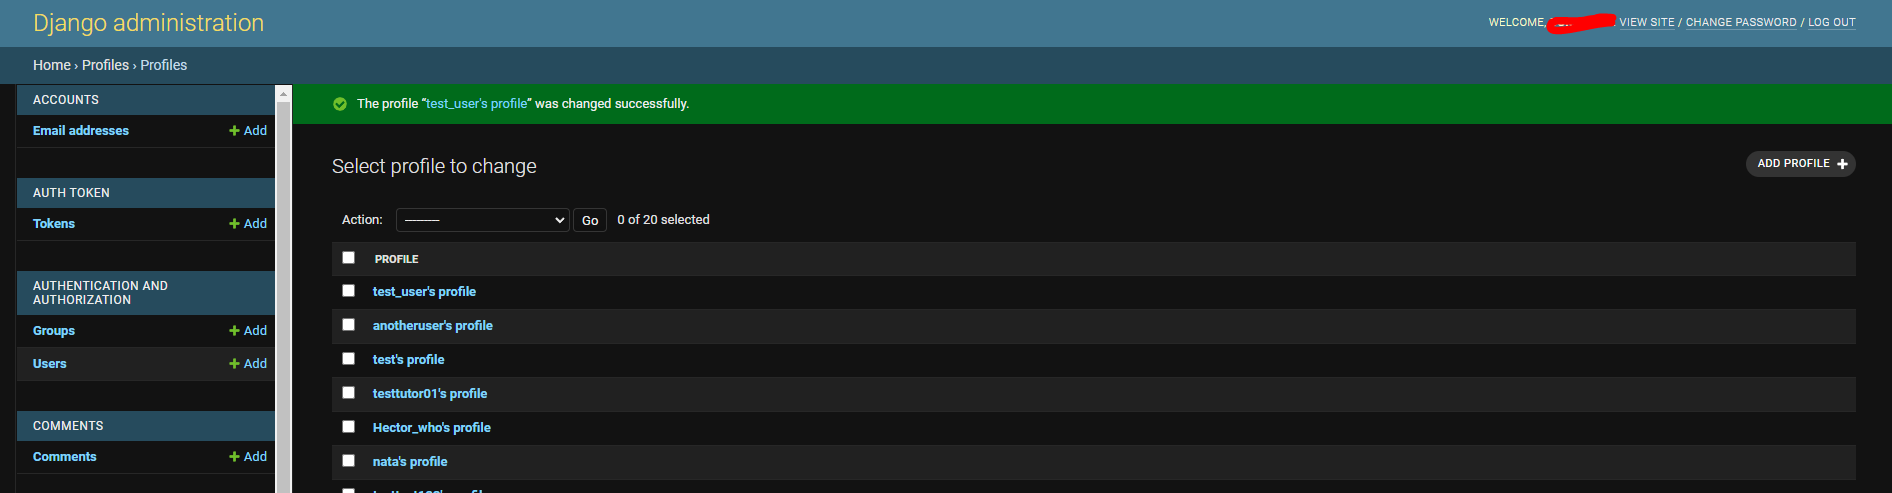 Django administration
WELCOME, VIEW SITE / CHANGE PASSWORD / LOG OUT
Home › Profiles › Profiles
ACCOUNTS
Email addresses + Add
AUTH TOKEN
Tokens + Add
AUTHENTICATION AND
AUTHORIZATION
Groups + Add
Users + Add
COMMENTS
Comments + Add
The profile “test_user's profile” was changed successfully.
Select profile to change
ADD PROFILE +
Action: --------- Go 0 of 20 selected
PROFILE
test_user's profile
anotheruser's profile
test's profile
testtutor01's profile
Hector_who's profile
nata's profile